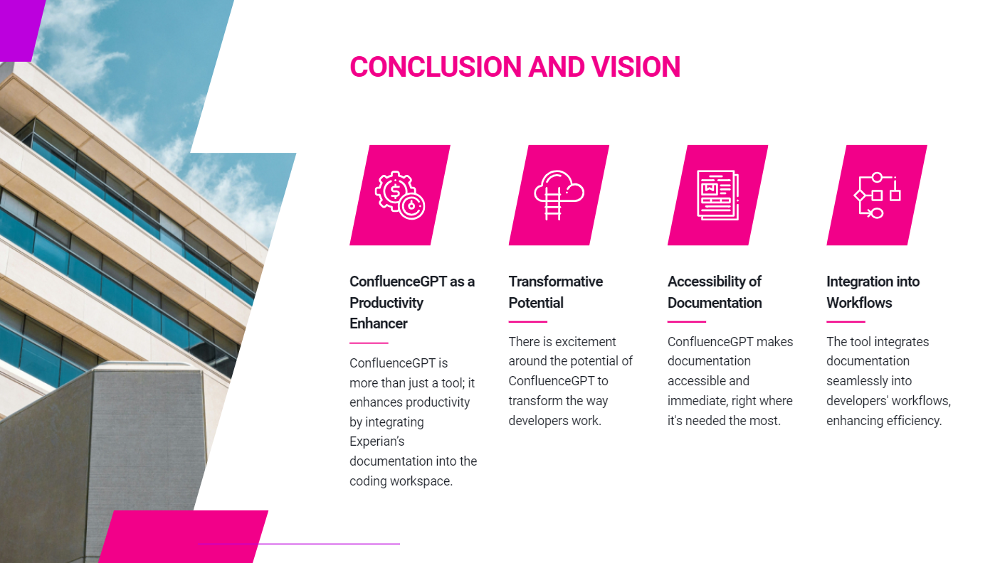 CONCLUSION AND VISION
ConfluenceGPT as a
Productivity
Enhancer
ConfluenceGPT is
more than just a tool; it
enhances productivity
by integrating
Experian’s
documentation into the
coding workspace.
Transformative
Potential
There is excitement
around the potential of
ConfluenceGPT to
transform the way
developers work.
Accessibility of
Documentation
ConfluenceGPT makes
documentation
accessible and
immediate, right where
it's needed the most.
Integration into
Workflows
The tool integrates
documentation
seamlessly into
developers' workflows,
enhancing efficiency.